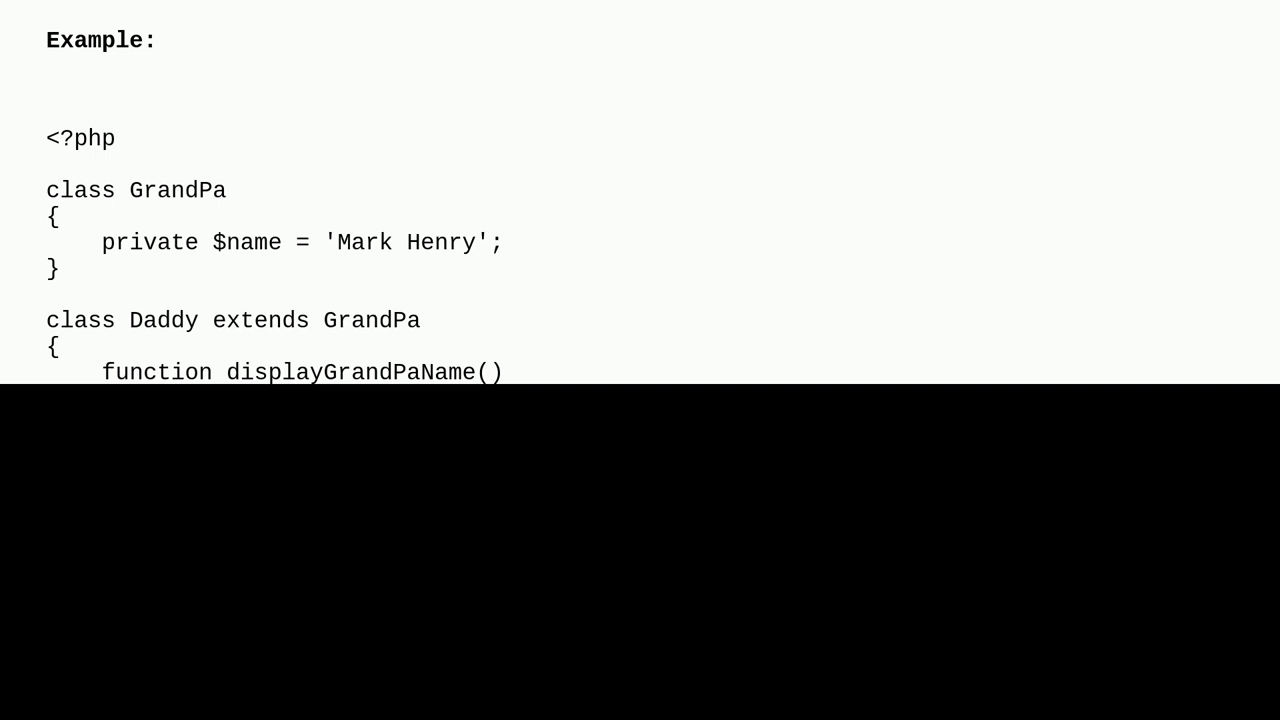 Example:
<?php
class GrandPa
{
    private $name = 'Mark Henry';
}
class Daddy extends GrandPa
{
    function displayGrandPaName()